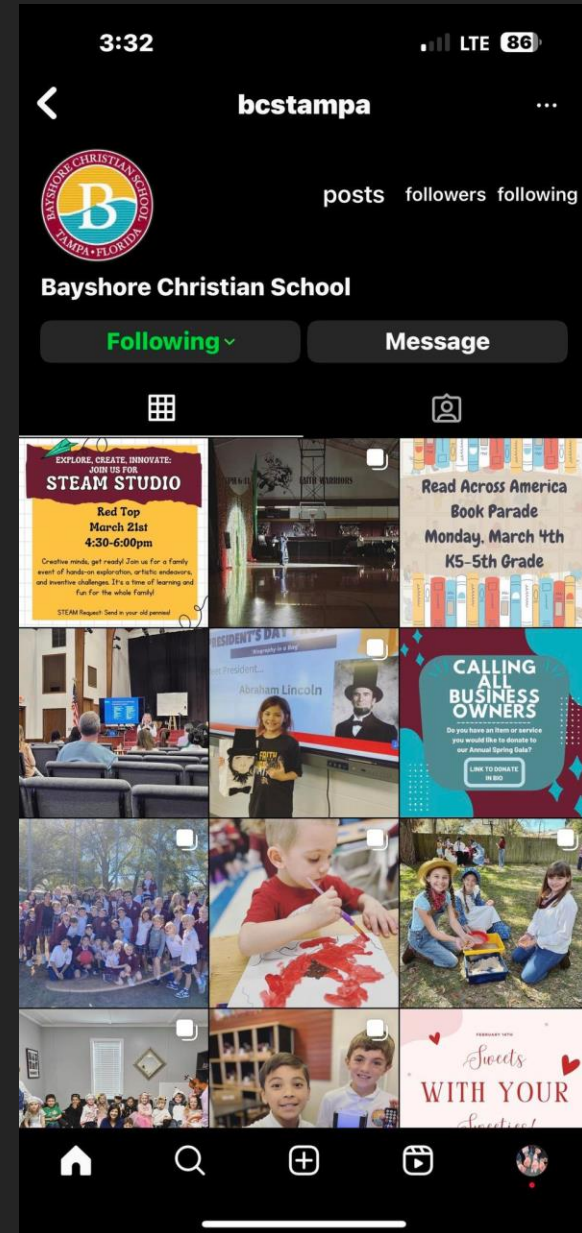 3:32
LTE 86
bcstampa
BAYSHORE CHRISTIAN SCHOOL
B
TAMPA • FLORIDA
posts followers following
Bayshore Christian School
Following
Message
EXPLORE, CREATE, INNOVATE:
JOIN US FOR
STEAM STUDIO
Red Top
March 21st
4:30-6:00pm
Creative minds, get ready! Join us for a family
event of hands-on exploration, artistic endeavors,
and inventive challenges. It's a time of learning and
fun for the whole family!
STEAM Request: Send in your old pennies!
FAITH WARRIORS
Read Across America
Book Parade
Monday, March 4th
K5-5th Grade
PRESIDENT'S DAY
Biography in a Bag
President...
Abraham Lincoln
FAITH
CALLING
ALL
BUSINESS
OWNERS
Do you have an item or service
you would like to donate to
our Annual Spring Gala?
LINK TO DONATE
IN BIO
Sweets
WITH YOUR
Sweeties!